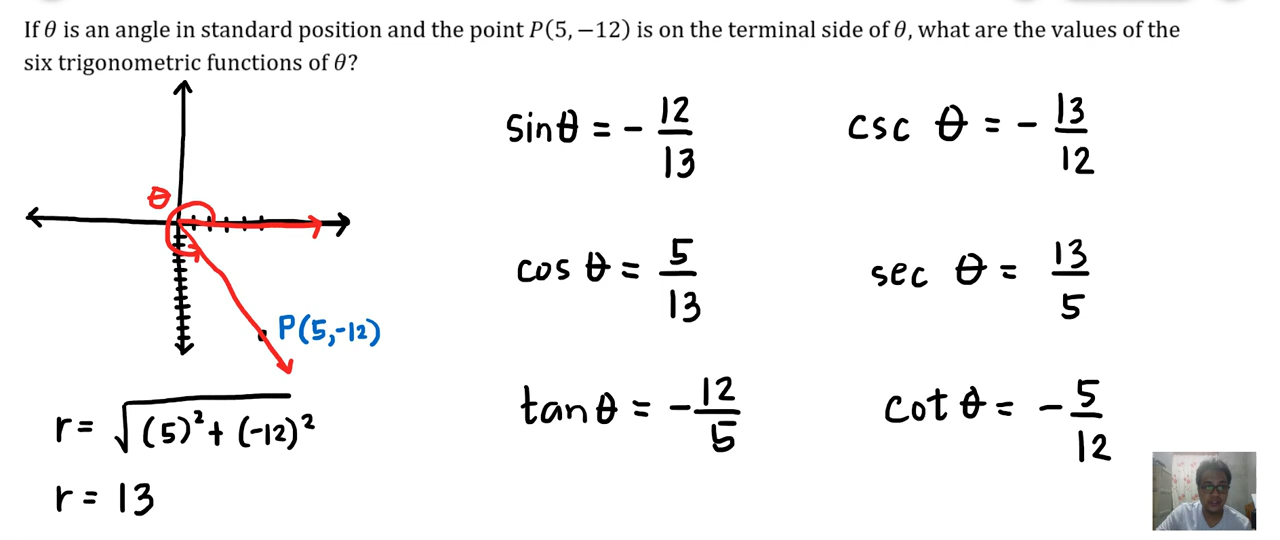 If θ is an angle in standard position and the point P(5, −12) is on the terminal side of θ, what are the values of the
six trigonometric functions of θ?
θ
P(5,-12)
r = √(5)² + (-12)²
r = 13
sin θ = - 12/13
cos θ = 5/13
tan θ = - 12/5
csc θ = - 13/12
sec θ = 13/5
cot θ = - 5/12